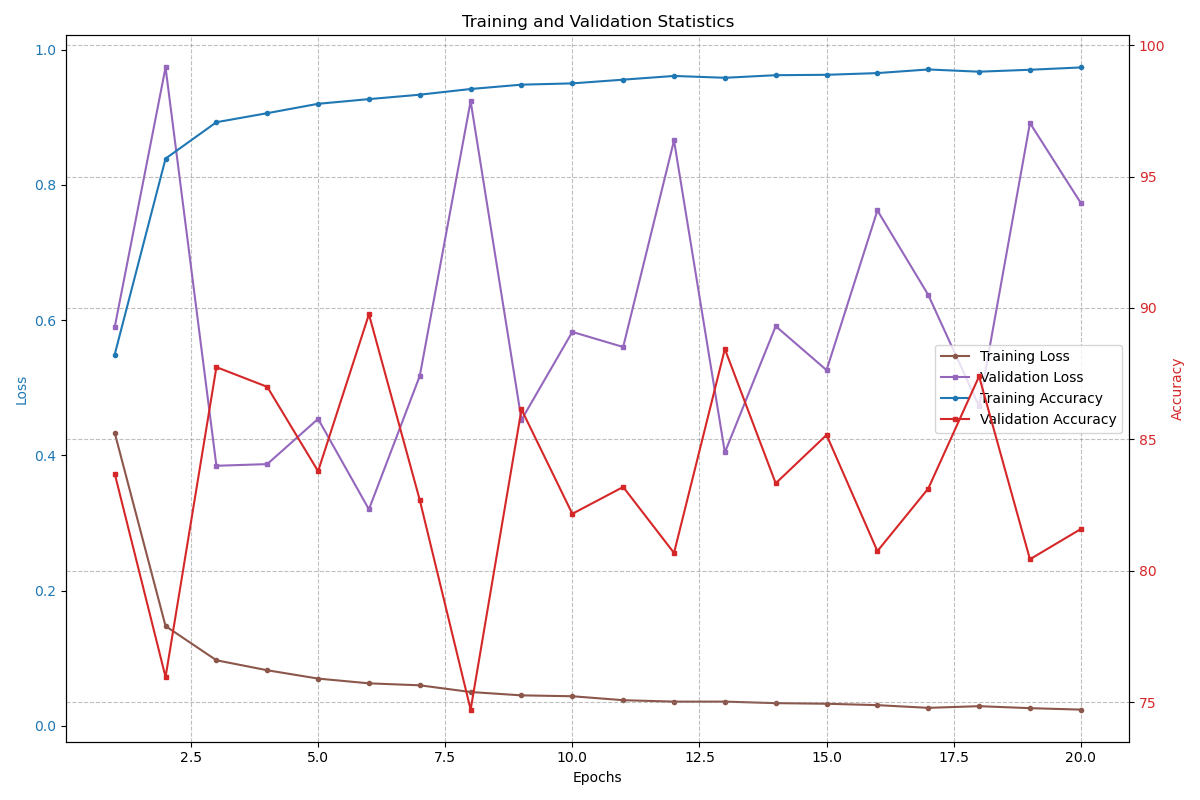 Training and Validation Statistics
1.0
0.8
0.6
0.4
0.2
0.0
Loss
100
95
90
85
80
75
Accuracy
Training Loss
Validation Loss
Training Accuracy
Validation Accuracy
2.5 5.0 7.5 10.0 12.5 15.0 17.5 20.0
Epochs